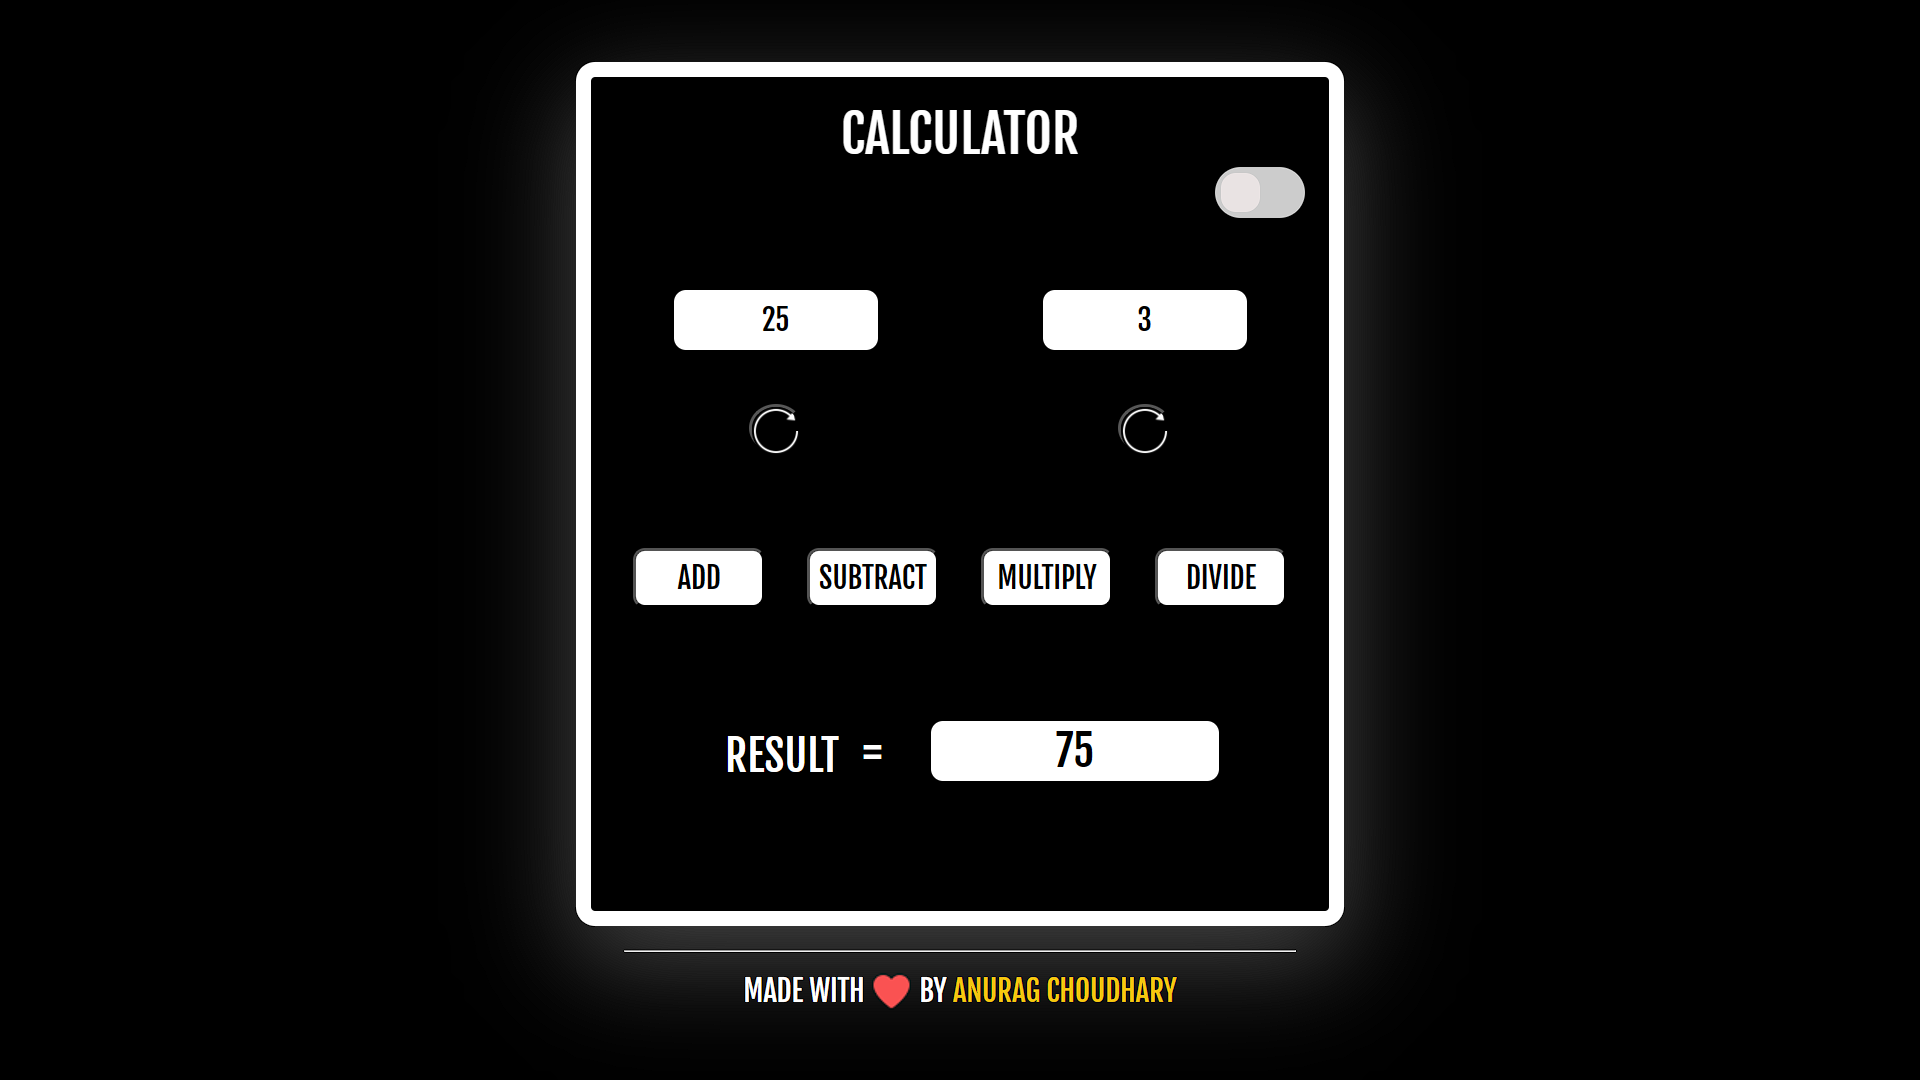 CALCULATOR
25 3
ADD SUBTRACT MULTIPLY DIVIDE
RESULT = 75
MADE WITH ❤️ BY ANURAG CHOUDHARY